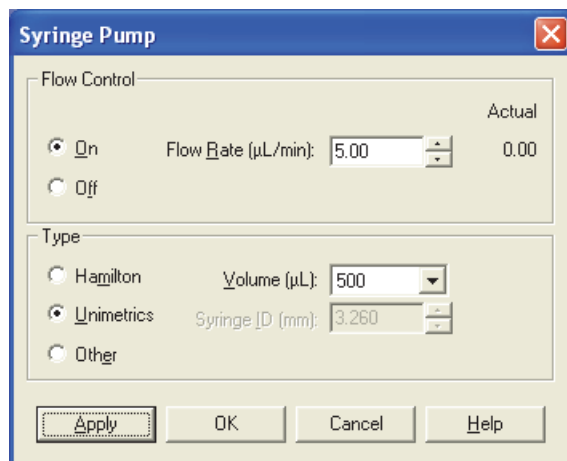 Syringe Pump
Flow Control
Actual
On Flow Rate (μL/min): 5.00 0.00
Off
Type
Hamilton Volume (μL): 500
Unimetrics Syringe ID (mm): 3.260
Other
Apply OK Cancel Help